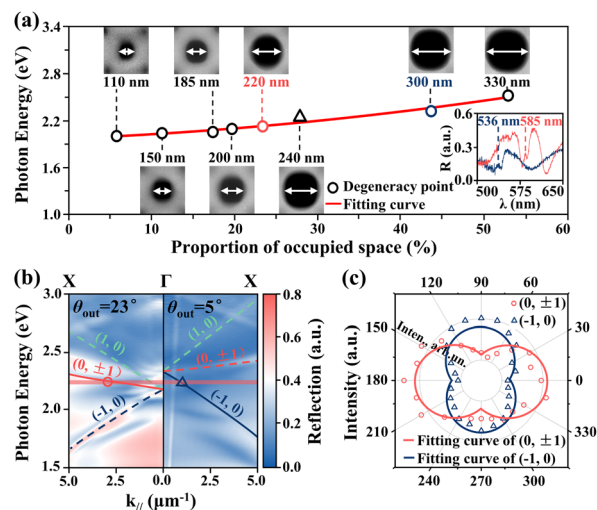 (a)
Photon Energy (eV)
3.4
2.8
2.2
1.6
1.0
110 nm
185 nm
220 nm
300 nm
330 nm
150 nm
200 nm
240 nm
Degeneracy point
Fitting curve
0.6
0.3
0.0
R (a.u.)
536 nm
585 nm
500
575
650
λ (nm)
0
10
20
30
40
50
60
Proportion of occupied space (%)
(b)
X
Γ
X
Photon Energy (eV)
3.0
2.5
2.0
1.5
θout=23°
θout=5°
(1, 0)
(0, ±1)
(-1, 0)
(1, 0)
(0, ±1)
(-1, 0)
5.0
2.5
0.0
2.5
5.0
k// (μm⁻¹)
0.8
0.6
0.4
0.2
0.0
Reflection (a.u.)
(c)
120
90
60
(0, ±1)
(-1, 0)
Intensity (a.u.)
150
180
210
30
0
330
Inten., arb.un.
Fitting curve of (0, ±1)
Fitting curve of (-1, 0)
240
270
300